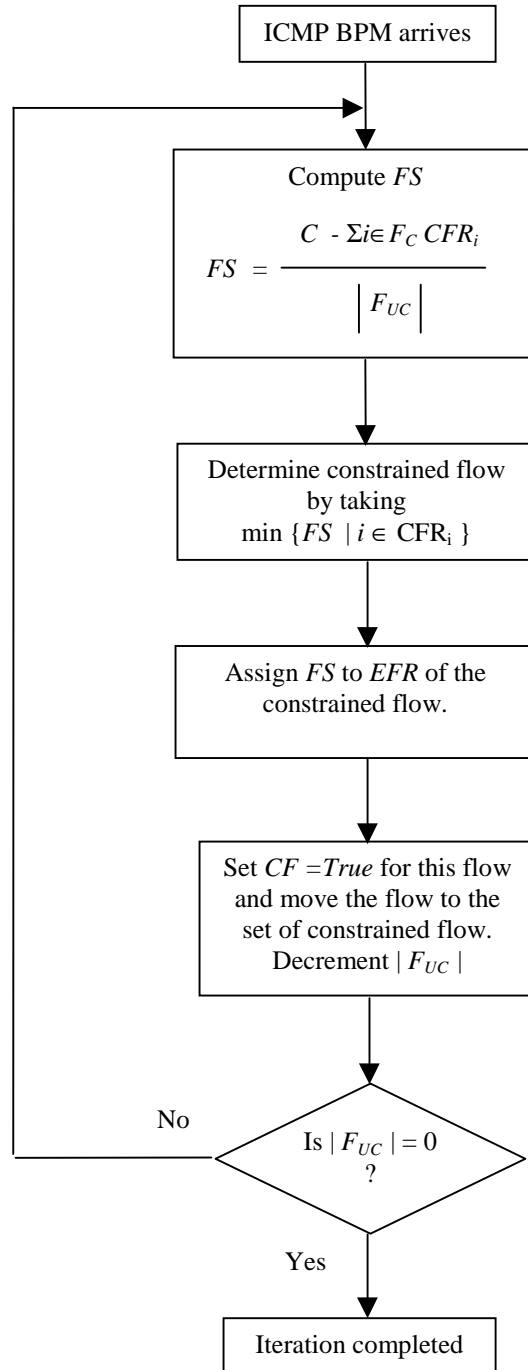 ICMP BPM arrives
Compute FS
C - Σi∈F_C CFR_i
FS =
| F_UC |
Determine constrained flow
by taking
min {FS | i ∈ CFR_i }
Assign FS to EFR of the
constrained flow.
Set CF =True for this flow
and move the flow to the
set of constrained flow.
Decrement | F_UC |
No
Is | F_UC | = 0
?
Yes
Iteration completed